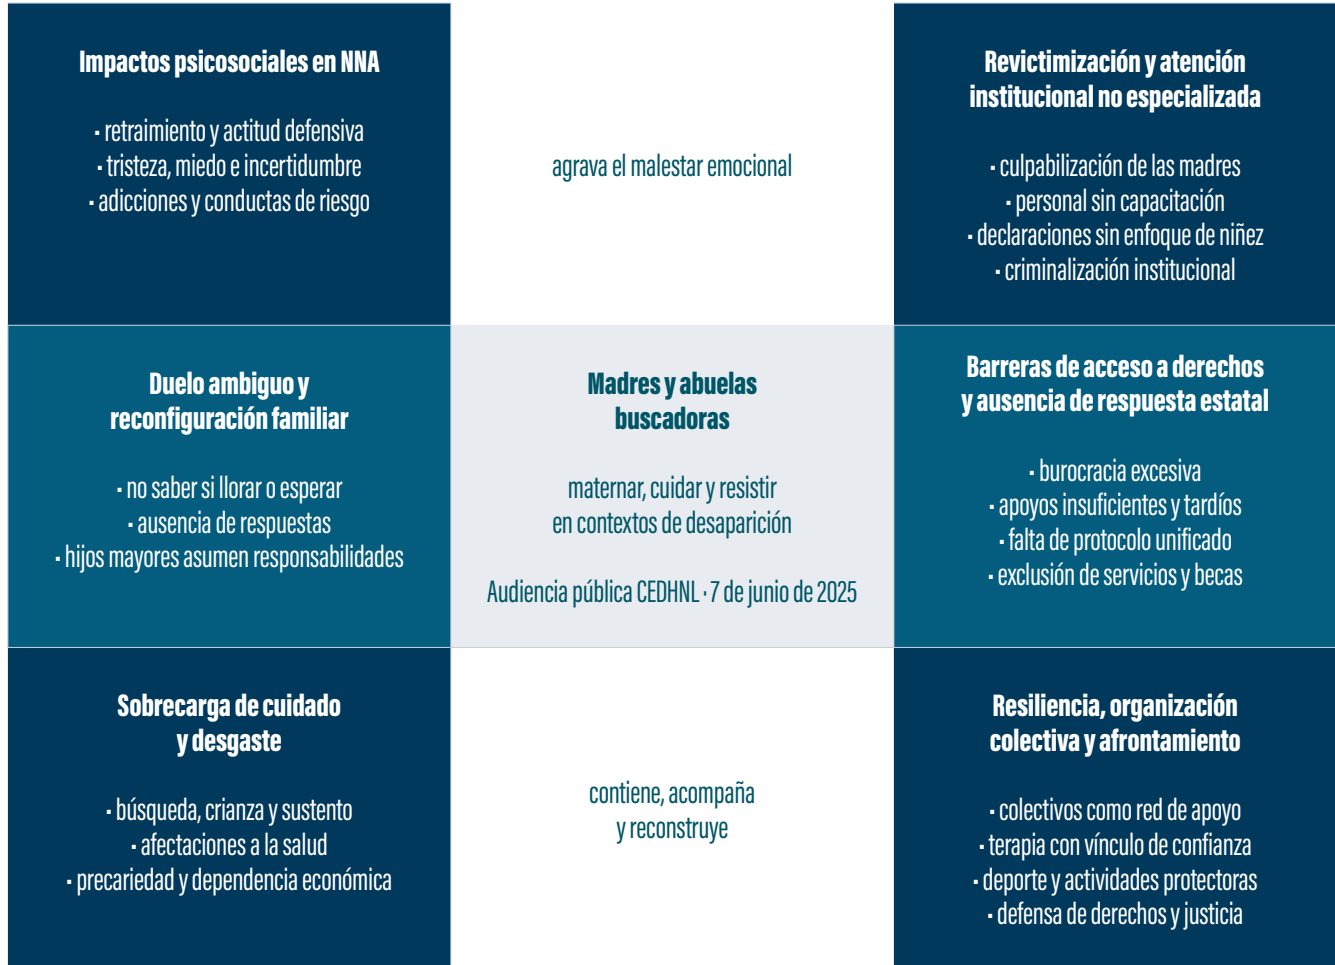 Impactos psicosociales en NNA
· retraimiento y actitud defensiva
· tristeza, miedo e incertidumbre
· adicciones y conductas de riesgo
agrava el malestar emocional
Revictimización y atención
institucional no especializada
· culpabilización de las madres
· personal sin capacitación
· declaraciones sin enfoque de niñez
· criminalización institucional
Duelo ambiguo y
reconfiguración familiar
· no saber si llorar o esperar
· ausencia de respuestas
· hijos mayores asumen responsabilidades
Madres y abuelas
buscadoras
maternar, cuidar y resistir
en contextos de desaparición
Audiencia pública CEDHNL · 7 de junio de 2025
Barreras de acceso a derechos
y ausencia de respuesta estatal
· burocracia excesiva
· apoyos insuficientes y tardíos
· falta de protocolo unificado
· exclusión de servicios y becas
Sobrecarga de cuidado
y desgaste
· búsqueda, crianza y sustento
· afectaciones a la salud
· precariedad y dependencia económica
contiene, acompaña
y reconstruye
Resiliencia, organización
colectiva y afrontamiento
· colectivos como red de apoyo
· terapia con vínculo de confianza
· deporte y actividades protectoras
· defensa de derechos y justicia